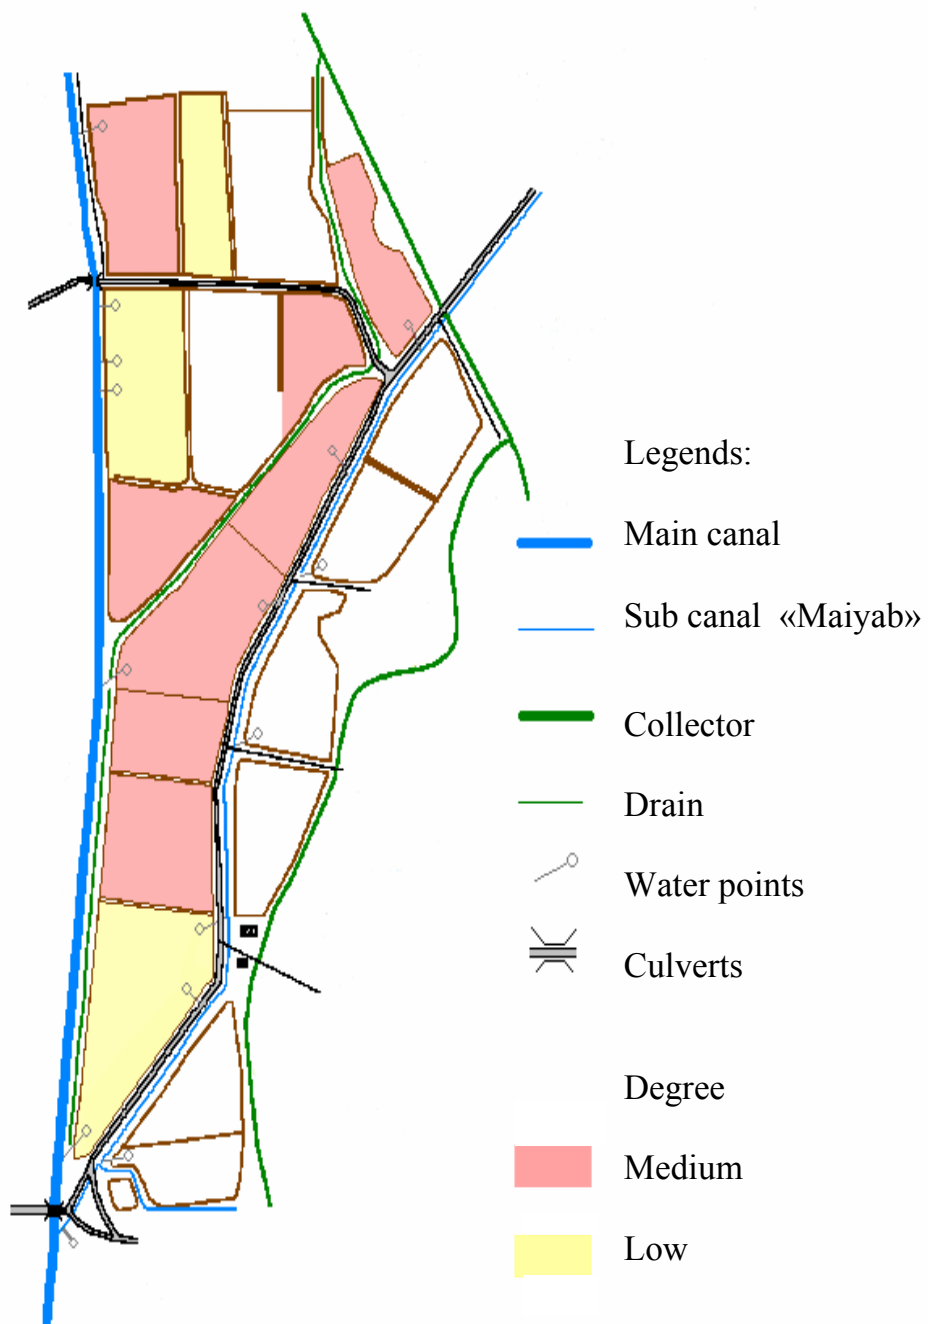 Legends:
Main canal
Sub canal «Maiyab»
Collector
Drain
Water points
Culverts
Degree
Medium
Low